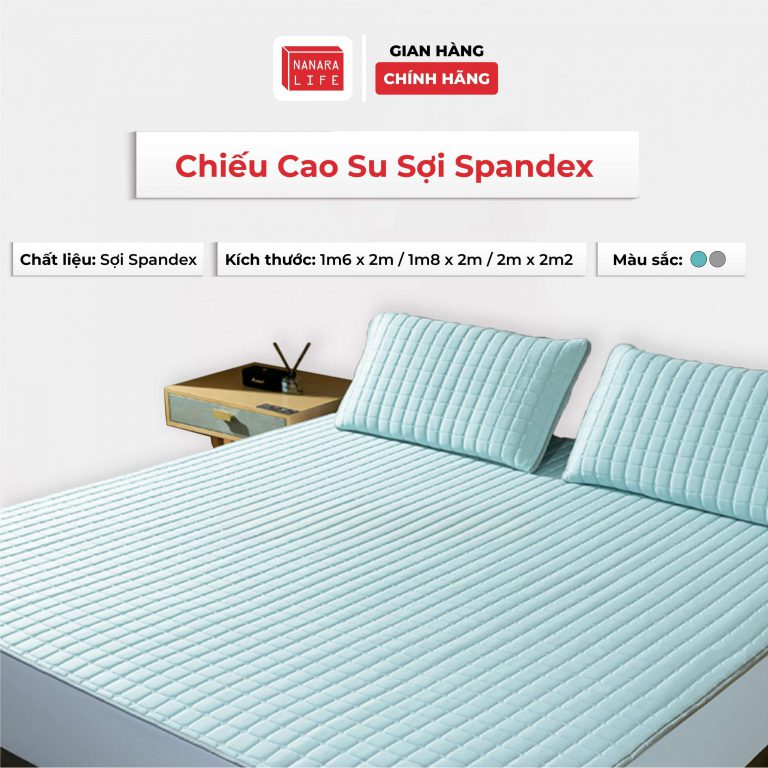 NANARA
LIFE
GIAN HÀNG
CHÍNH HÃNG
Chiếu Cao Su Sợi Spandex
Chất liệu: Sợi Spandex
Kích thước: 1m6 x 2m / 1m8 x 2m / 2m x 2m2
Màu sắc: